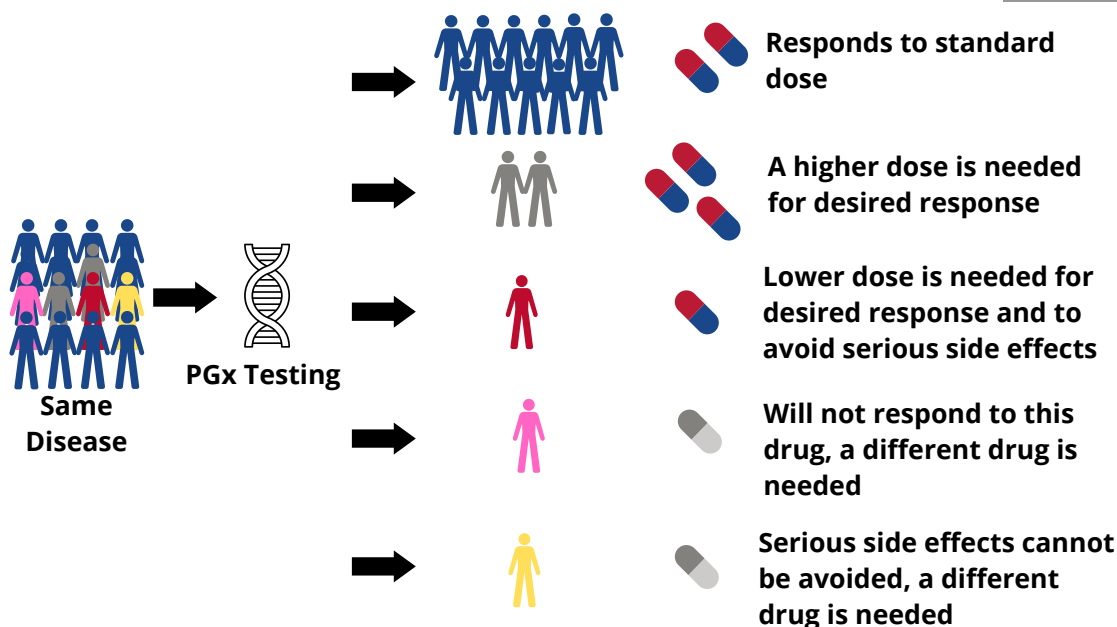 Same
Disease
PGx Testing
Responds to standard
dose
A higher dose is needed
for desired response
Lower dose is needed for
desired response and to
avoid serious side effects
Will not respond to this
drug, a different drug is
needed
Serious side effects cannot
be avoided, a different
drug is needed